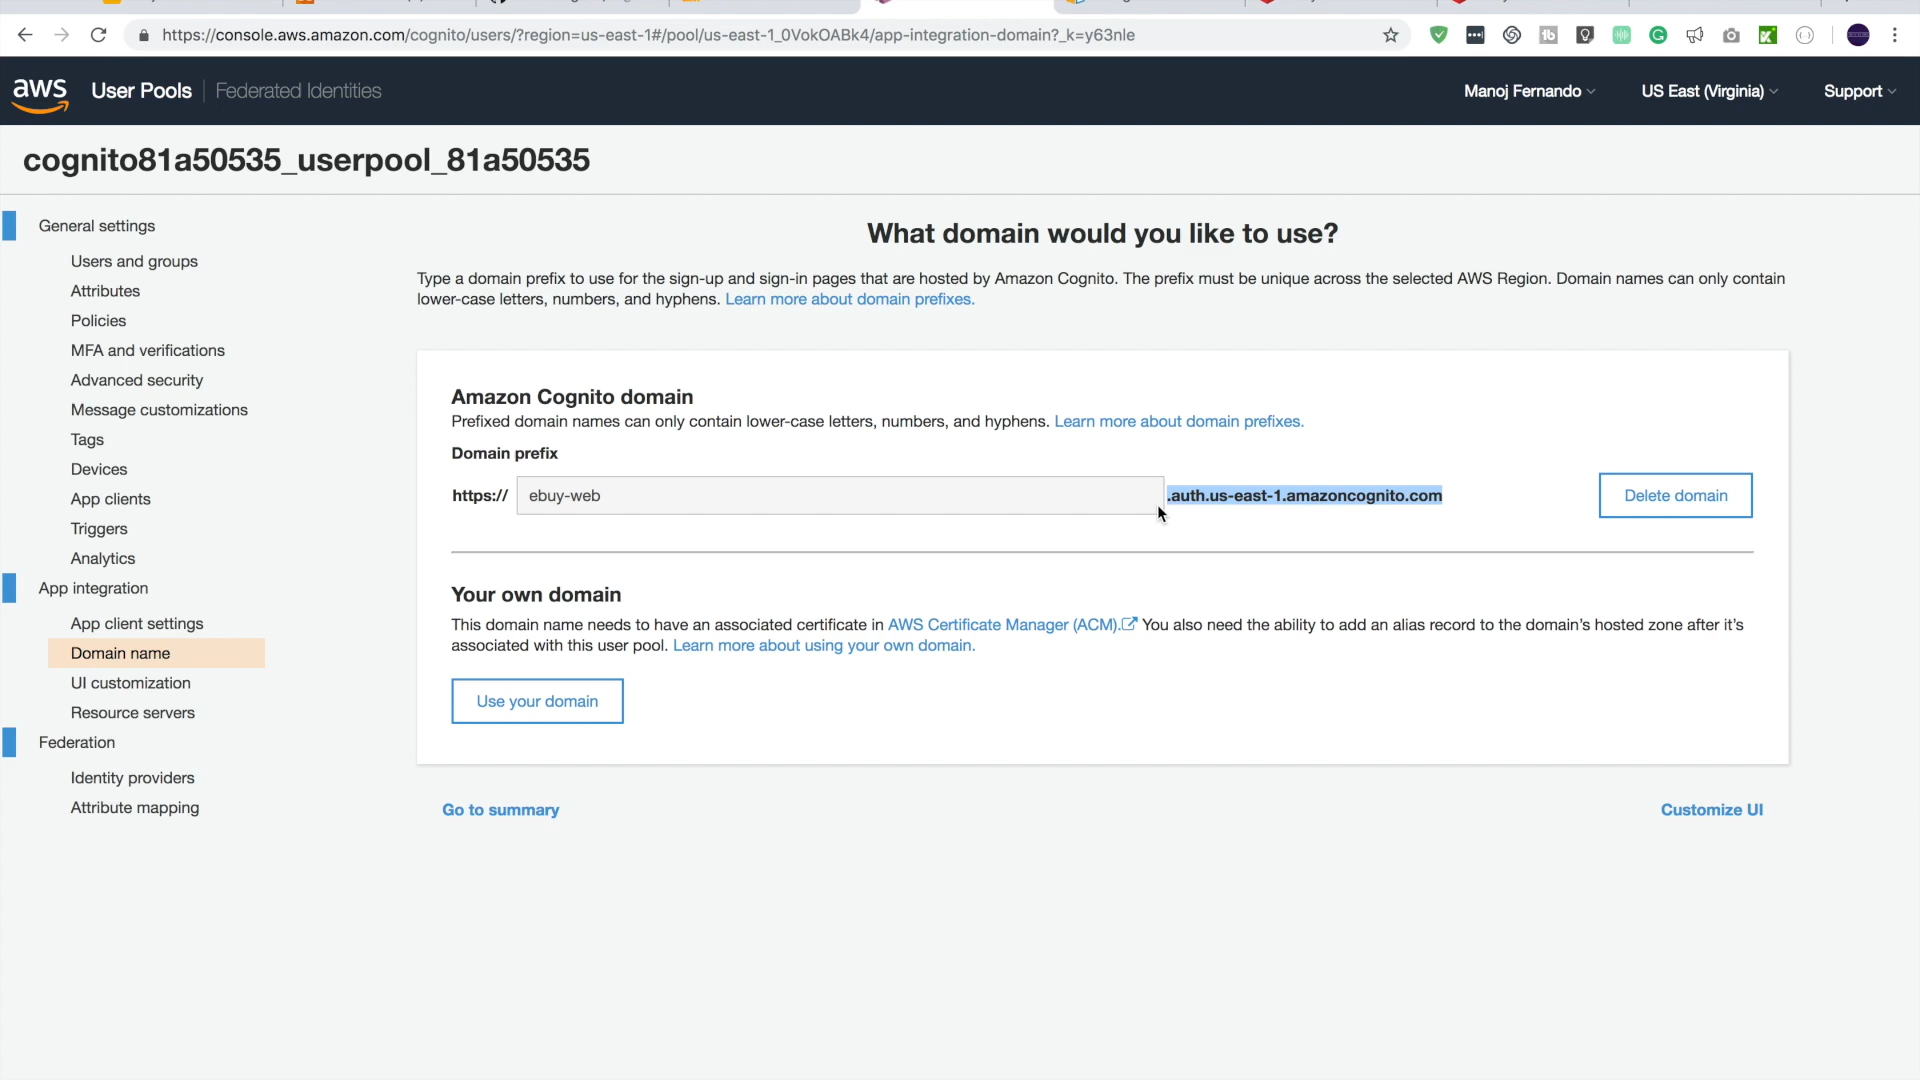 https://console.aws.amazon.com/cognito/users/?region=us-east-1#/pool/us-east-1_0VokOABk4/app-integration-domain?_k=y63nle
aws User Pools Federated Identities Manoj Fernando US East (Virginia) Support
cognito81a50535_userpool_81a50535
General settings
Users and groups
Attributes
Policies
MFA and verifications
Advanced security
Message customizations
Tags
Devices
App clients
Triggers
Analytics
App integration
App client settings
Domain name
UI customization
Resource servers
Federation
Identity providers
Attribute mapping
What domain would you like to use?
Type a domain prefix to use for the sign-up and sign-in pages that are hosted by Amazon Cognito. The prefix must be unique across the selected AWS Region. Domain names can only contain
lower-case letters, numbers, and hyphens. Learn more about domain prefixes.
Amazon Cognito domain
Prefixed domain names can only contain lower-case letters, numbers, and hyphens. Learn more about domain prefixes.
Domain prefix
https:// ebuy-web .auth.us-east-1.amazoncognito.com Delete domain
Your own domain
This domain name needs to have an associated certificate in AWS Certificate Manager (ACM). You also need the ability to add an alias record to the domain's hosted zone after it's
associated with this user pool. Learn more about using your own domain.
Use your domain
Go to summary Customize UI